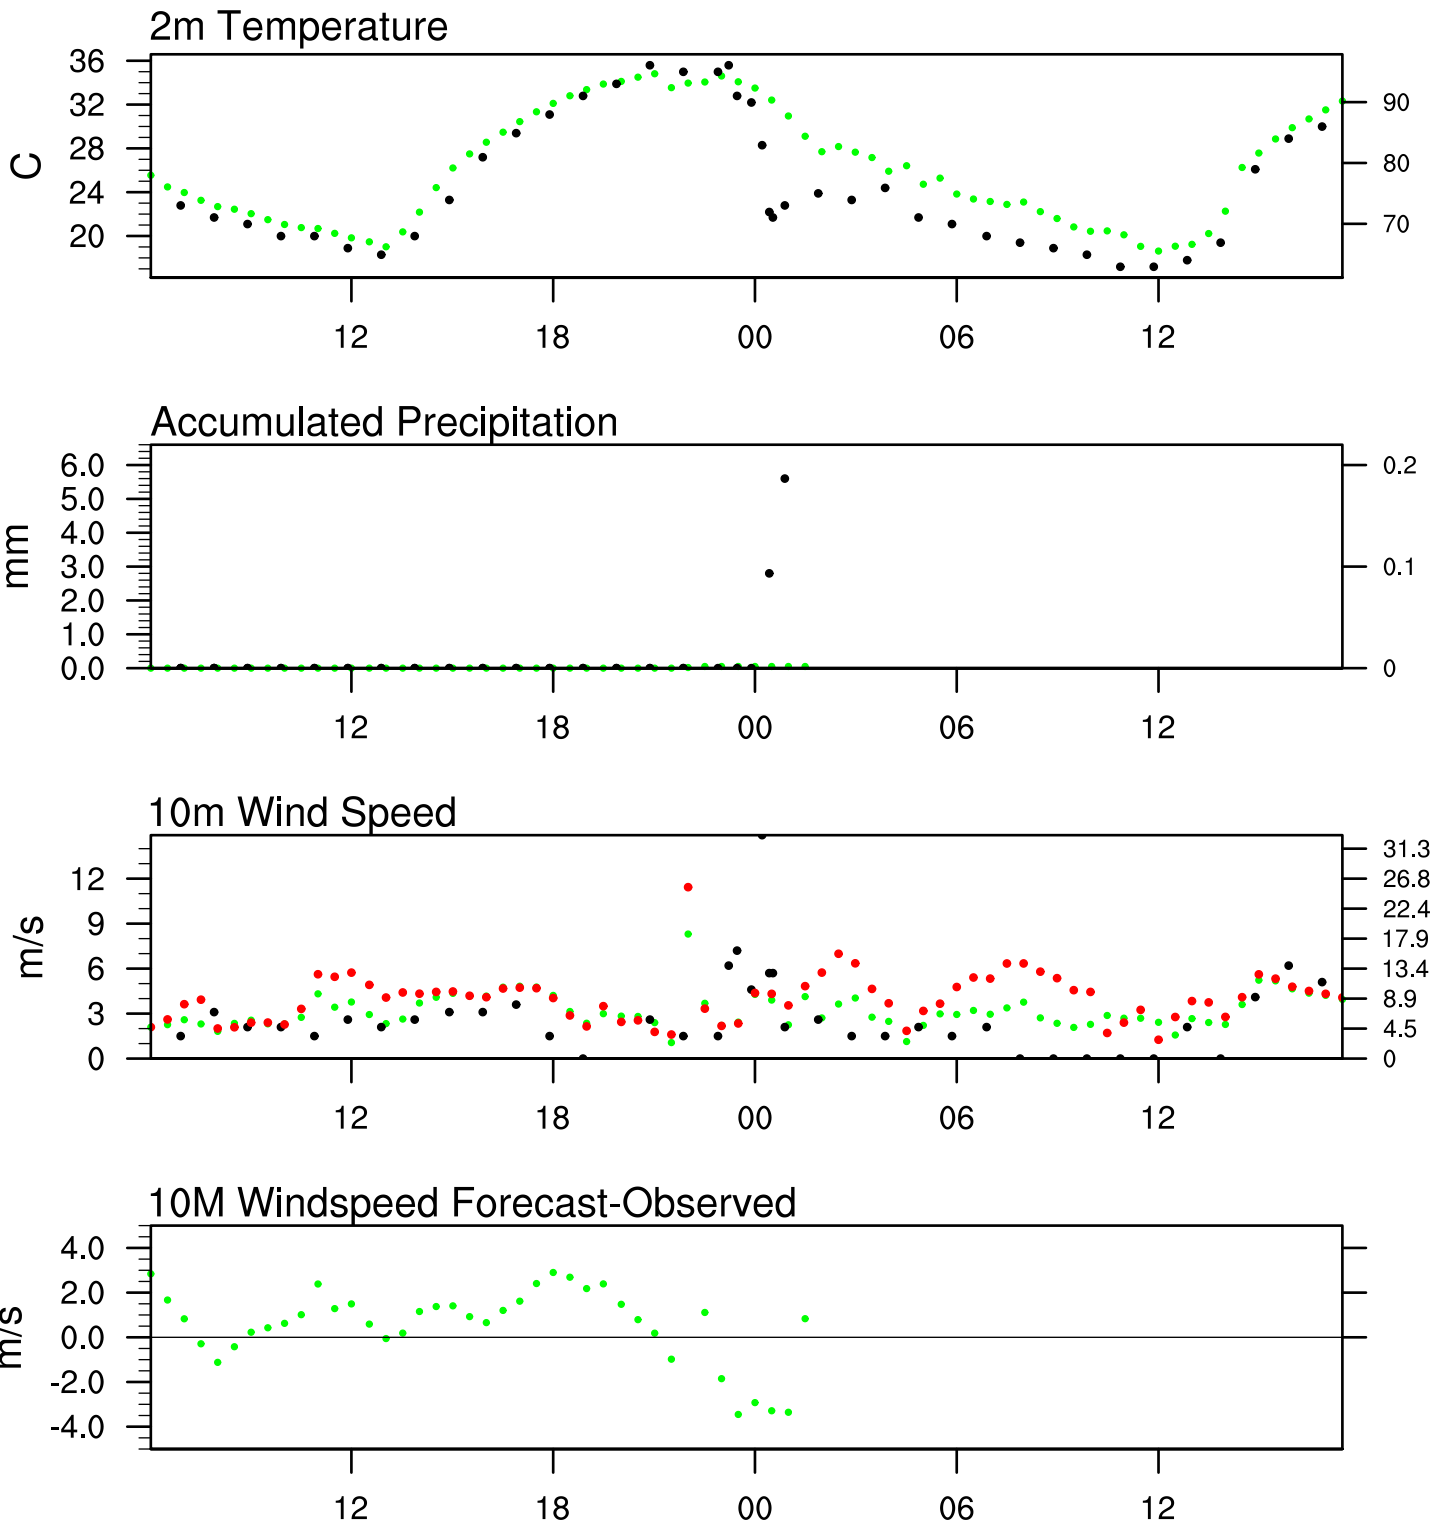 2m Temperature
36
32
90
28
C
80
24
70
20
12 18 00 06 12
Accumulated Precipitation
6.0 0.2
5.0
4.0
mm
3.0 0.1
2.0
1.0
0.0 0
12 18 00 06 12
10m Wind Speed
31.3
12 26.8
22.4
9
17.9
m/s
6 13.4
8.9
3
4.5
0 0
12 18 00 06 12
10M Windspeed Forecast-Observed
4.0
2.0
0.0
m/s
-2.0
-4.0
12 18 00 06 12